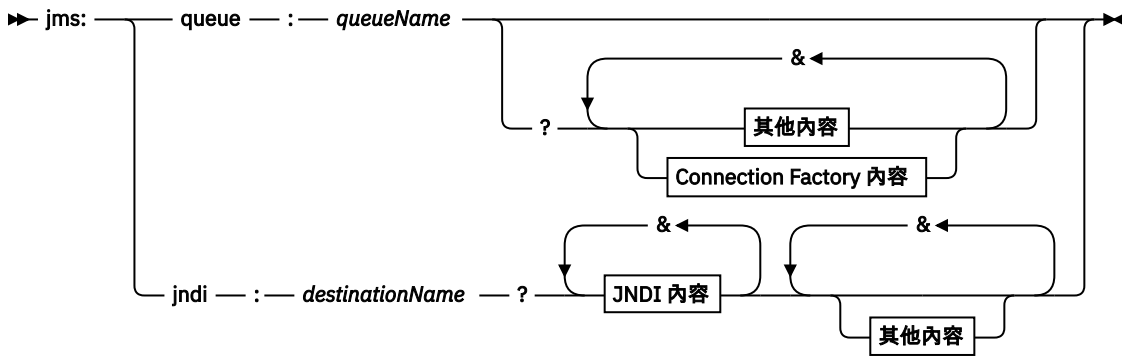 jms: queue : queueName
&
? 其他內容
Connection Factory 內容
& &
jndi : destinationName ? JNDI 內容
其他內容